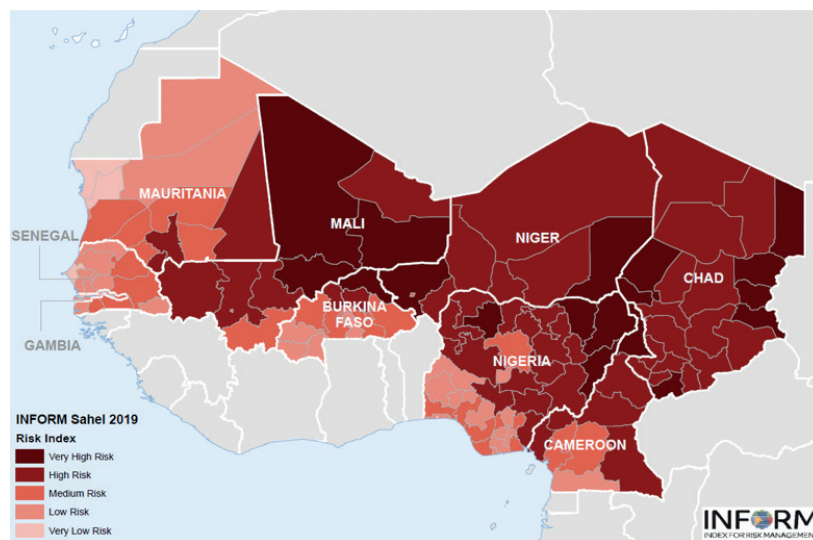 MAURITANIA
SENEGAL
MALI
NIGER
CHAD
BURKINA
FASO
GAMBIA
NIGERIA
CAMEROON
INFORM Sahel 2019
Risk Index
Very High Risk
High Risk
Medium Risk
Low Risk
Very Low Risk
INFORM
INDEX FOR RISK MANAGEMENT